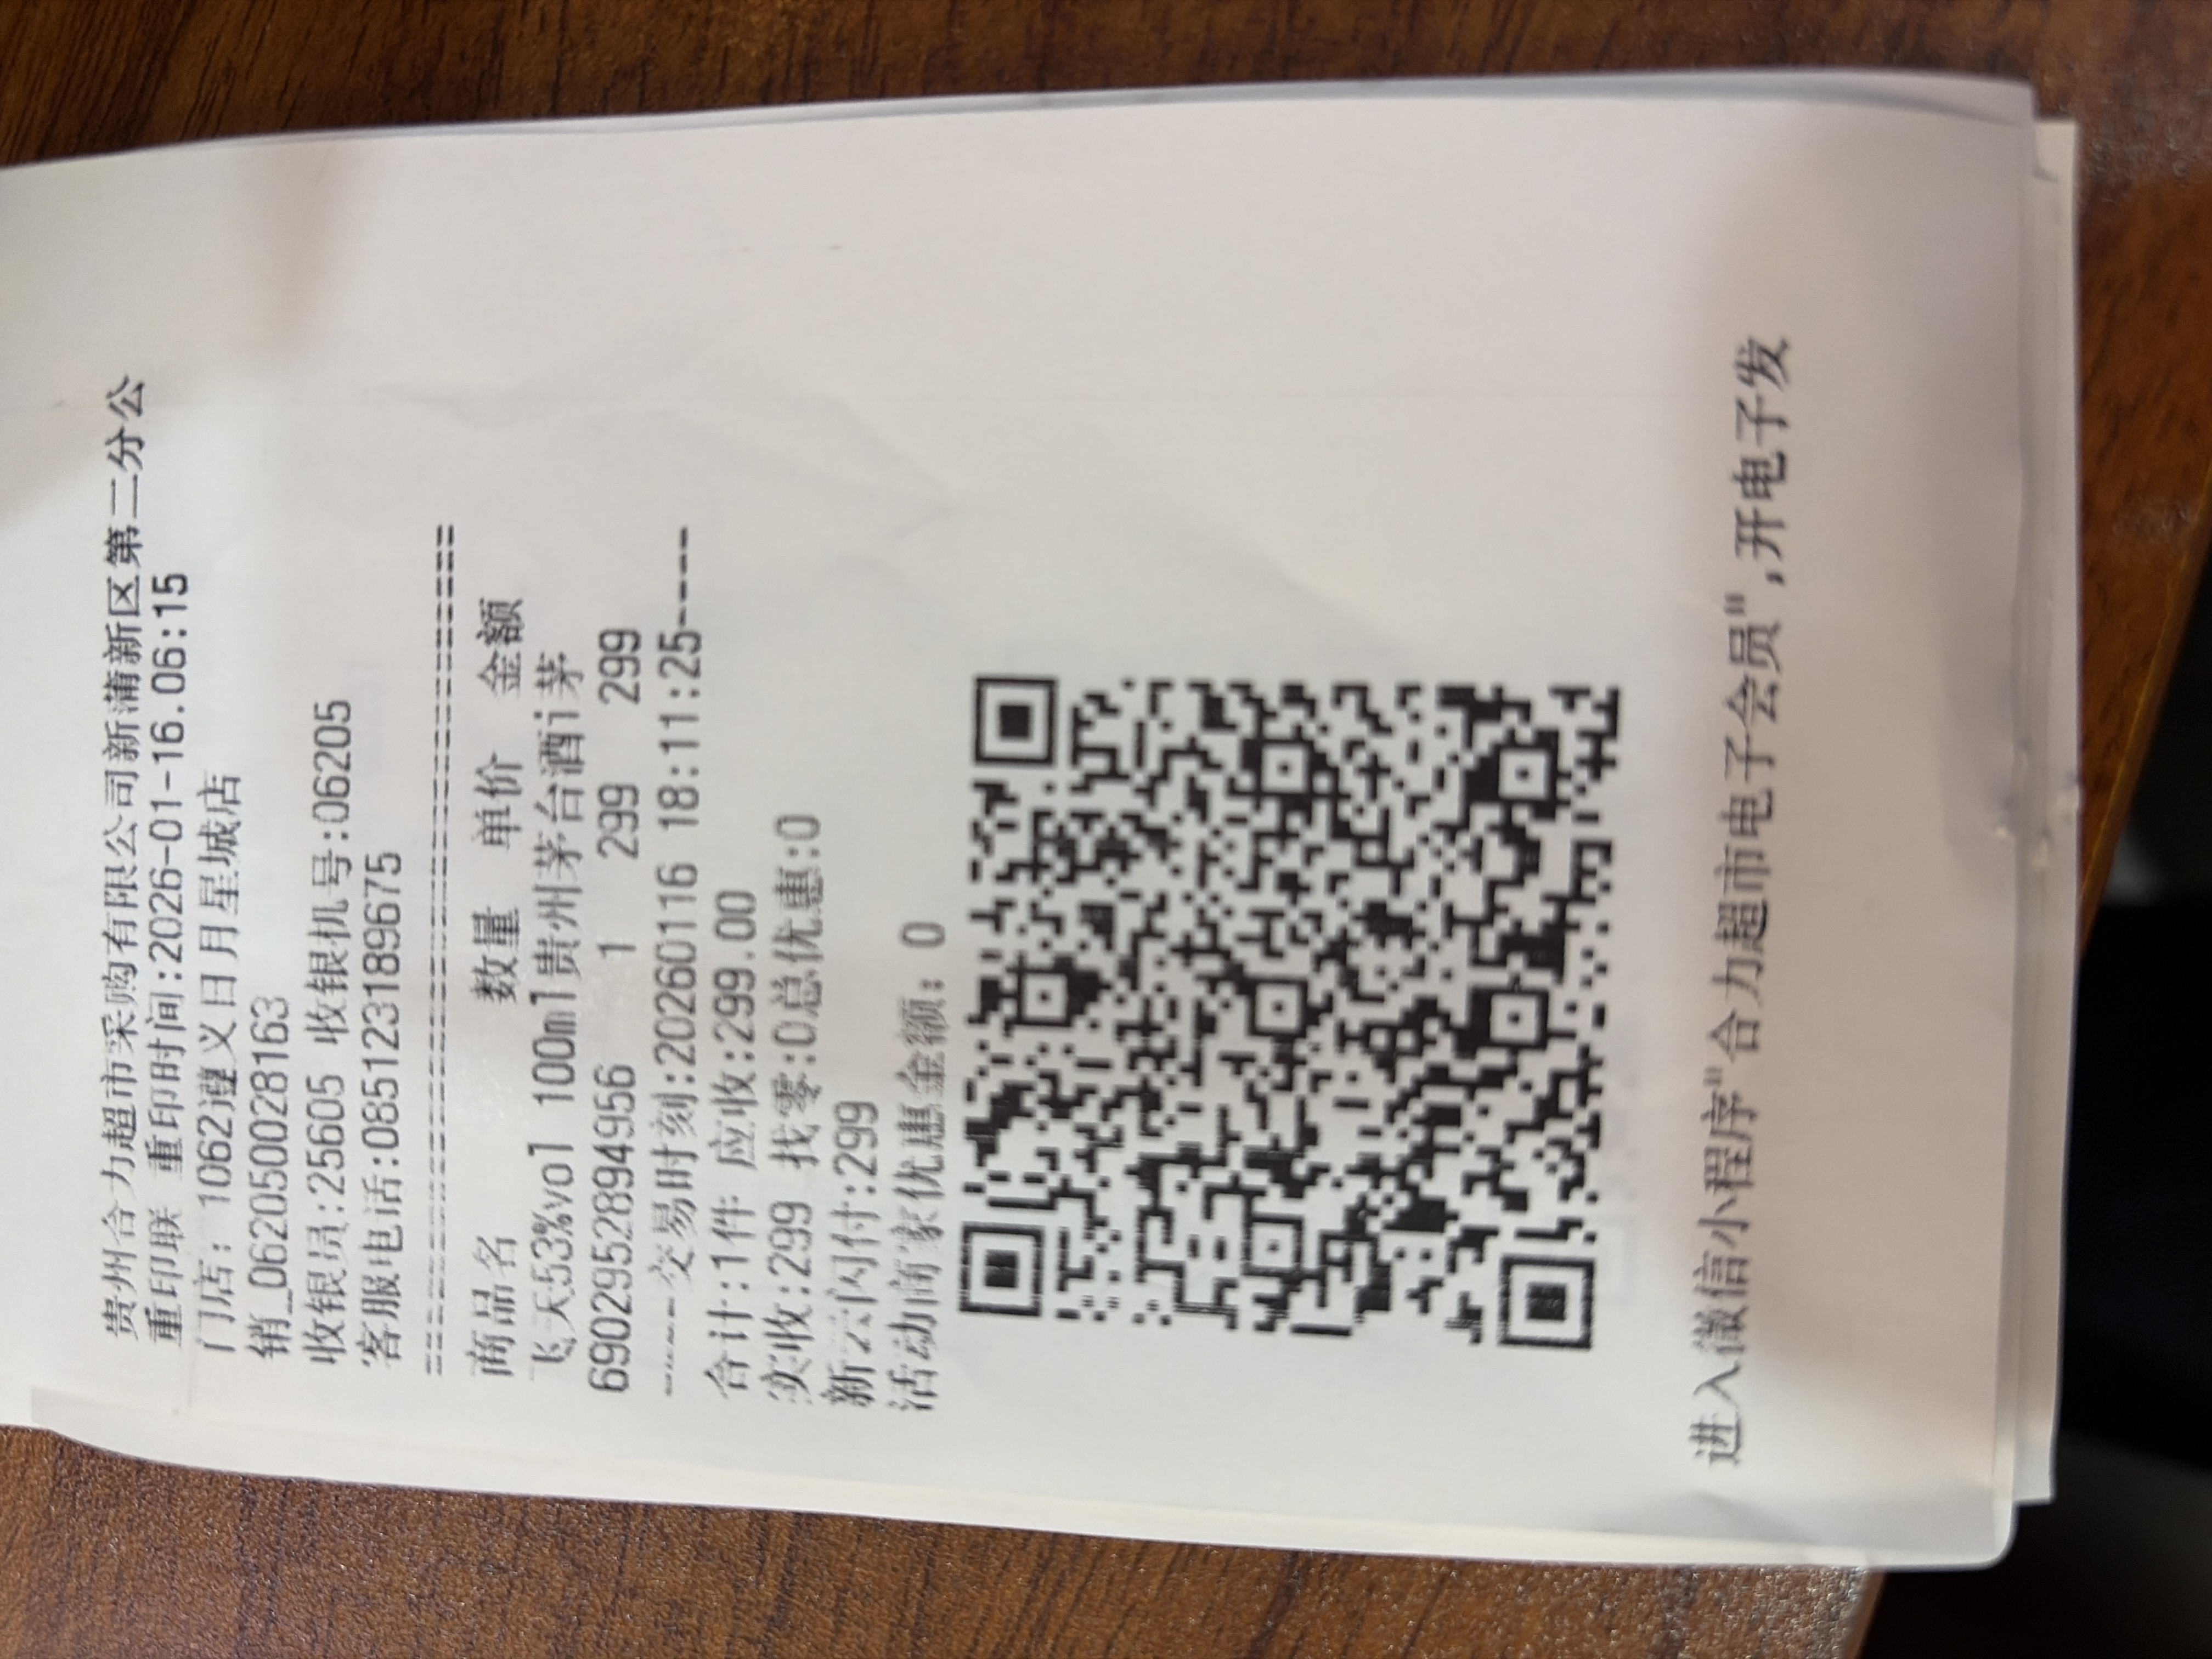 贵州合力超市采购有限公司新蒲新区第二分公
重印联 重印时间:2026-01-16.06:15
门店: 1062遵义日月星城店
销_062050028163
收银员:25605 收银机号:06205
客服电话:085123189675
================================
商品名 数量 单价 金额
飞天53%vol 100ml贵州茅台酒i茅
6902952894956 1 299 299
-----交易时刻:20260116 18:11:25-----
合计:1件 应收:299.00
实收:299 找零:0总优惠:0
新云闪付:299
活动商家优惠金额: 0
进入微信小程序"合力超市电子会员",开电子发